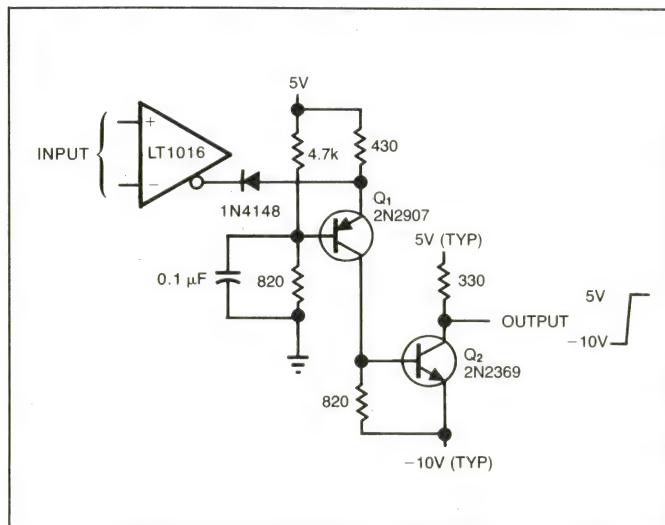 5V
+
INPUT
LT1016
−
4.7k
430
1N4148
Q₁
2N2907
0.1 µF
820
5V (TYP)
330
5V
OUTPUT
−10V
Q₂
2N2369
820
−10V (TYP)